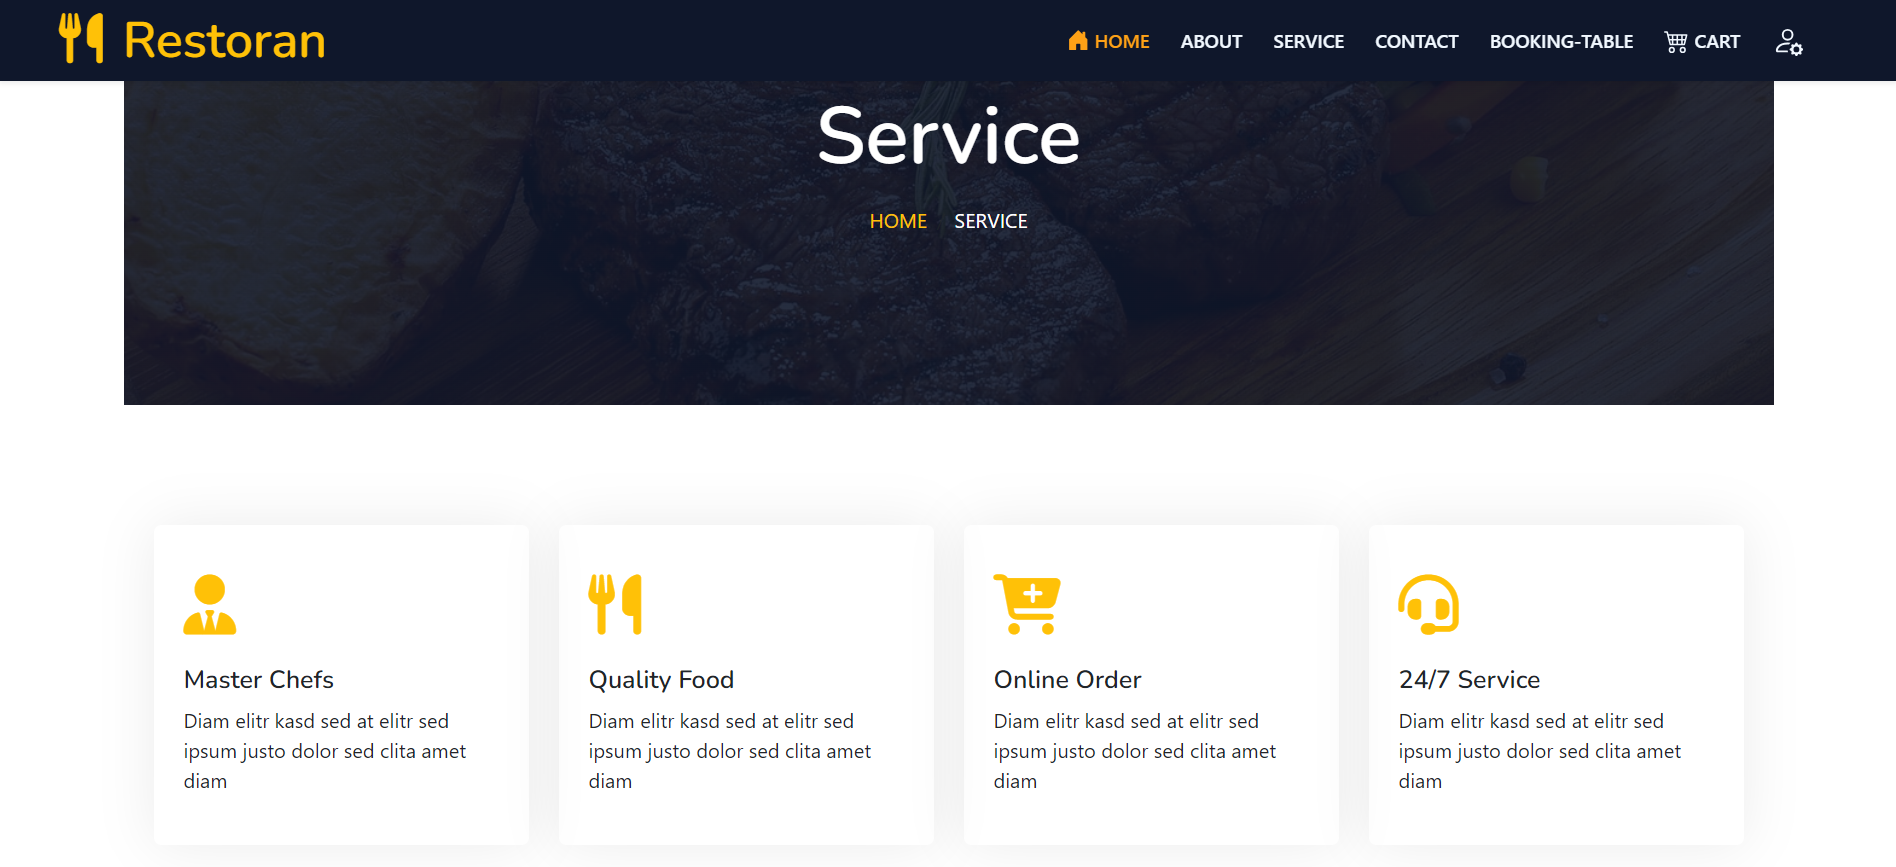 Restoran
HOME ABOUT SERVICE CONTACT BOOKING-TABLE CART
Service
HOME SERVICE
Master Chefs
Diam elitr kasd sed at elitr sed
ipsum justo dolor sed clita amet
diam
Quality Food
Diam elitr kasd sed at elitr sed
ipsum justo dolor sed clita amet
diam
Online Order
Diam elitr kasd sed at elitr sed
ipsum justo dolor sed clita amet
diam
24/7 Service
Diam elitr kasd sed at elitr sed
ipsum justo dolor sed clita amet
diam